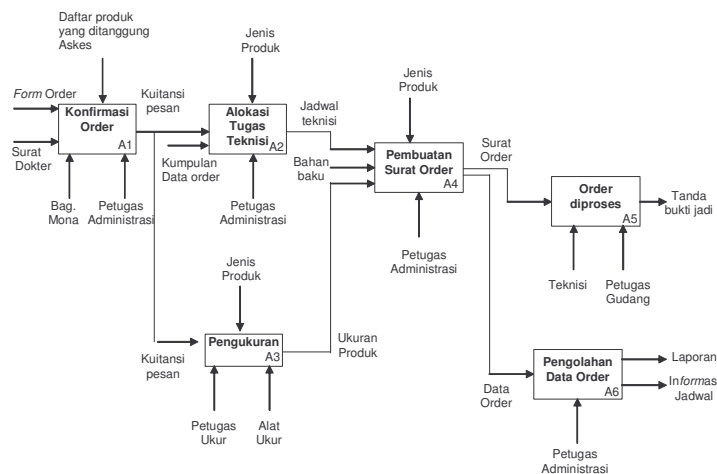 Daftar produk
yang ditanggung
Askes
Form Order
Surat
Dokter
Konfirmasi
Order
A1
Bag.
Mona
Petugas
Administrasi
Kuitansi
pesan
Jenis
Produk
Alokasi
Tugas
Teknisi
A2
Kumpulan
Data order
Petugas
Administrasi
Jadwal
teknisi
Bahan
baku
Jenis
Produk
Pembuatan
Surat Order
A4
Petugas
Administrasi
Surat
Order
Order
diproses
A5
Tanda
bukti jadi
Teknisi
Petugas
Gudang
Jenis
Produk
Kuitansi
pesan
Pengukuran
A3
Ukuran
Produk
Petugas
Ukur
Alat
Ukur
Data
Order
Pengolahan
Data Order
A6
Laporan
Informas
Jadwal
Petugas
Administrasi